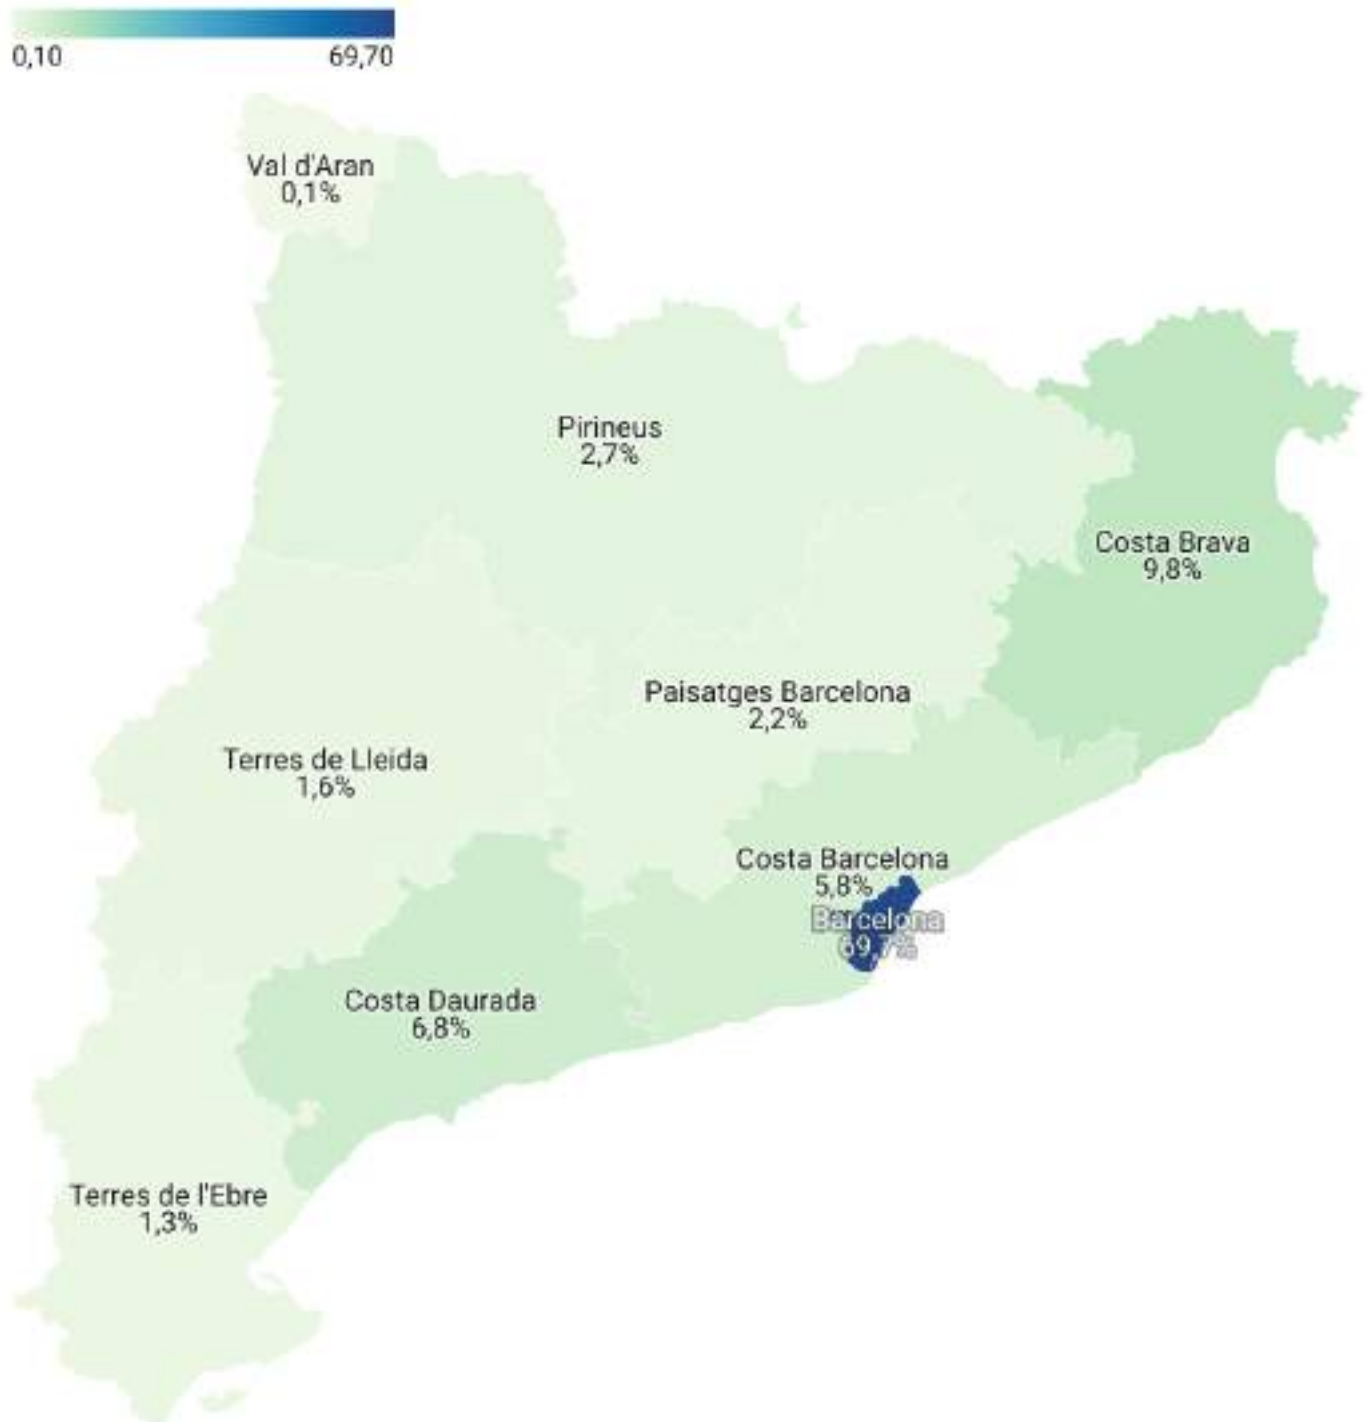 0,10 69,70
Val d'Aran
0,1%
Pirineus
2,7%
Costa Brava
9,8%
Paisatges Barcelona
2,2%
Terres de Lleida
1,6%
Costa Barcelona
5,8%
Barcelona
69,7%
Costa Daurada
6,8%
Terres de l'Ebre
1,3%